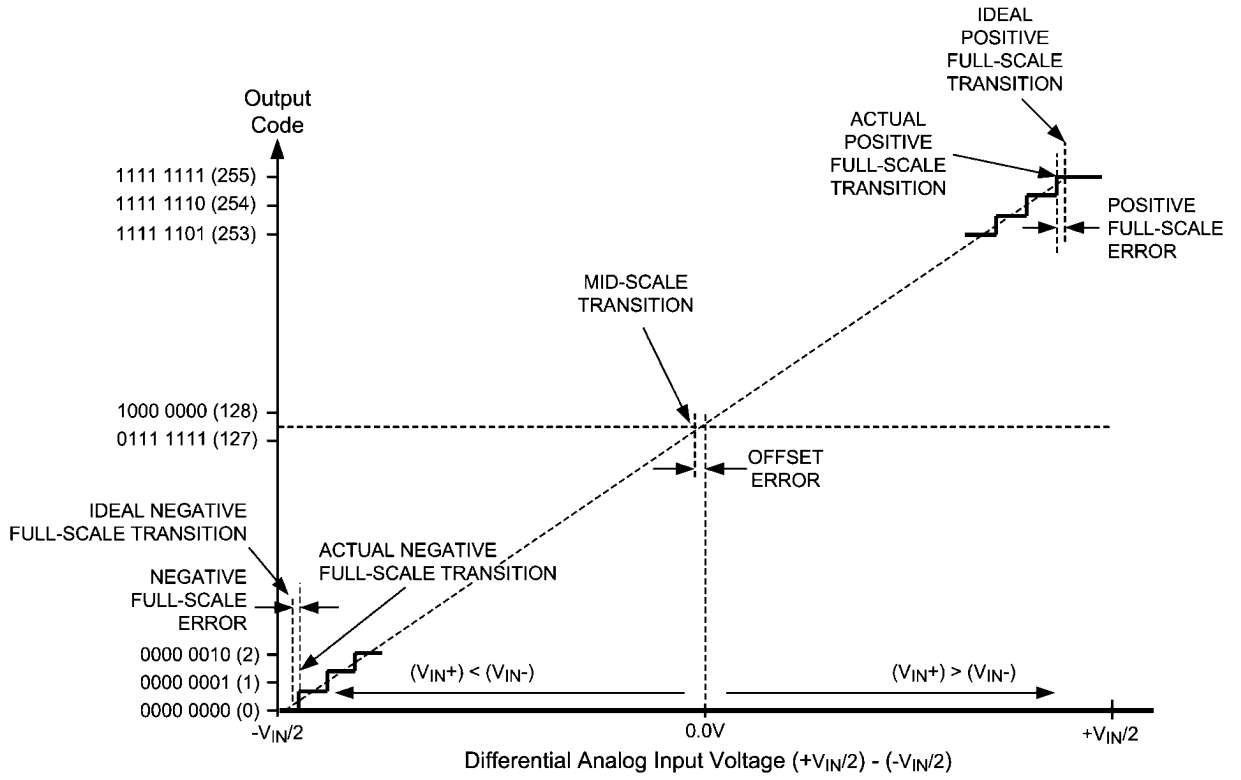 IDEAL
POSITIVE
FULL-SCALE
TRANSITION
Output
Code
ACTUAL
POSITIVE
FULL-SCALE
TRANSITION
1111 1111 (255)
1111 1110 (254)
1111 1101 (253)
POSITIVE
FULL-SCALE
ERROR
MID-SCALE
TRANSITION
1000 0000 (128)
0111 1111 (127)
OFFSET
ERROR
IDEAL NEGATIVE
FULL-SCALE TRANSITION
ACTUAL NEGATIVE
FULL-SCALE TRANSITION
NEGATIVE
FULL-SCALE
ERROR
0000 0010 (2)
0000 0001 (1)
0000 0000 (0)
(VIN+) < (VIN-)
(VIN+) > (VIN-)
-VIN/2
0.0V
+VIN/2
Differential Analog Input Voltage (+VIN/2) - (-VIN/2)